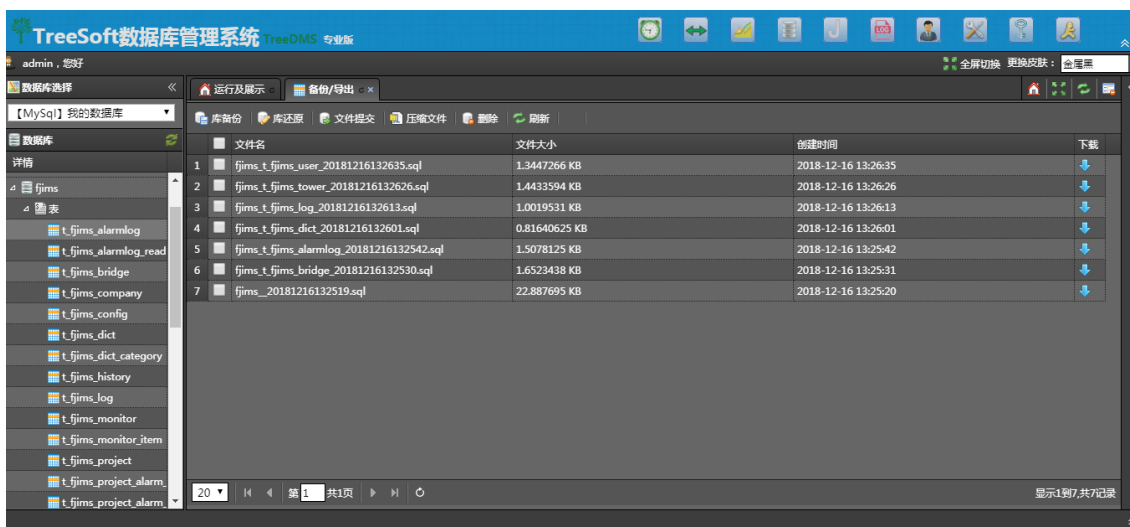 TreeSoft数据库管理系统 TreeDMS 专业版
LOG
admin，您好
全屏切换 更换皮肤： 金属黑
数据库选择
运行及展示 备份/导出
【MySql】我的数据库
库备份 库还原 文件提交 压缩文件 删除 刷新
数据库
文件名 文件大小 创建时间 下载
详情
1 fjims_t_fjims_user_20181216132635.sql 1.3447266 KB 2018-12-16 13:26:35
2 fjims_t_fjims_tower_20181216132626.sql 1.4433594 KB 2018-12-16 13:26:26
3 fjims_t_fjims_log_20181216132613.sql 1.0019531 KB 2018-12-16 13:26:13
4 fjims_t_fjims_dict_20181216132601.sql 0.81640625 KB 2018-12-16 13:26:01
5 fjims_t_fjims_alarmlog_20181216132542.sql 1.5078125 KB 2018-12-16 13:25:42
6 fjims_t_fjims_bridge_20181216132530.sql 1.6523438 KB 2018-12-16 13:25:31
7 fjims__20181216132519.sql 22.887695 KB 2018-12-16 13:25:20
fjims
表
t_fjims_alarmlog
t_fjims_alarmlog_read
t_fjims_bridge
t_fjims_company
t_fjims_config
t_fjims_dict
t_fjims_dict_category
t_fjims_history
t_fjims_log
t_fjims_monitor
t_fjims_monitor_item
t_fjims_project
t_fjims_project_alarm_
t_fjims_project_alarm_
20 第 1 共1页 显示1到7,共7记录